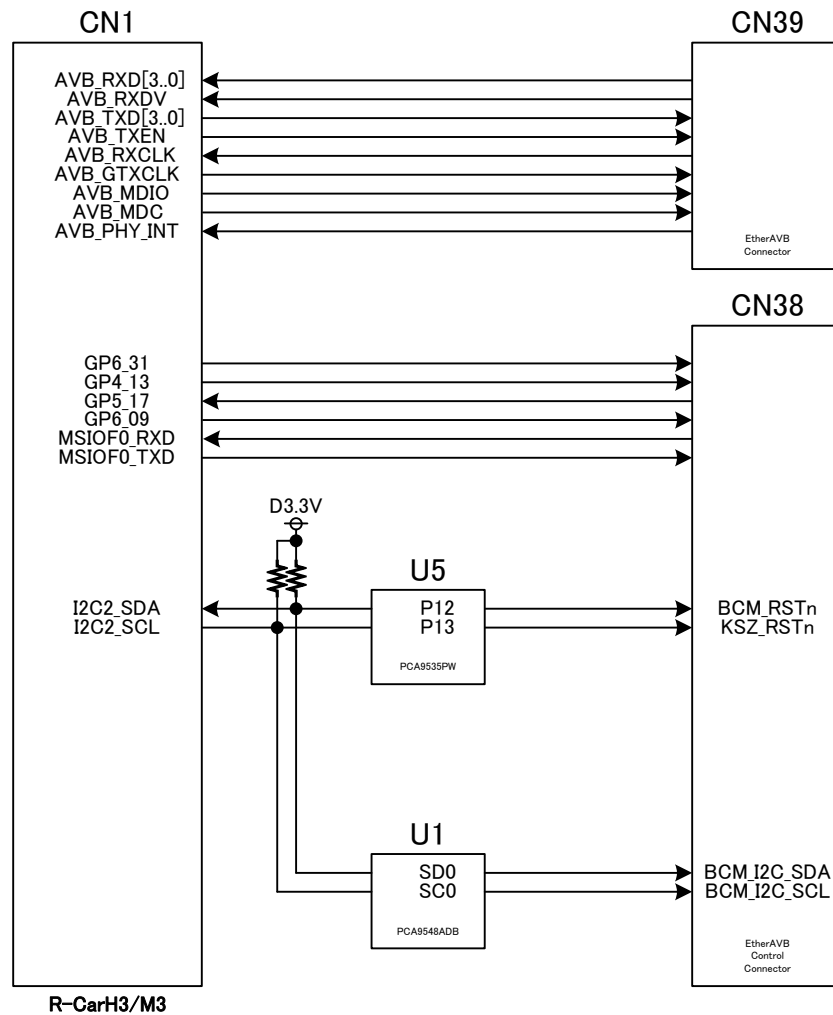 CN1
CN39
AVB_RXD[3..0]
AVB_RXDV
AVB_TXD[3..0]
AVB_TXEN
AVB_RXCLK
AVB_GTXCLK
AVB_MDIO
AVB_MDC
AVB_PHY_INT
EtherAVB
Connector
CN38
GP6_31
GP4_13
GP5_17
GP6_09
MSIOF0_RXD
MSIOF0_TXD
D3.3V
U5
I2C2_SDA
P12
BCM_RSTn
I2C2_SCL
P13
KSZ_RSTn
PCA9535PW
U1
SD0
BCM_I2C_SDA
SC0
BCM_I2C_SCL
PCA9548ADB
EtherAVB
Control
Connector
R-CarH3/M3